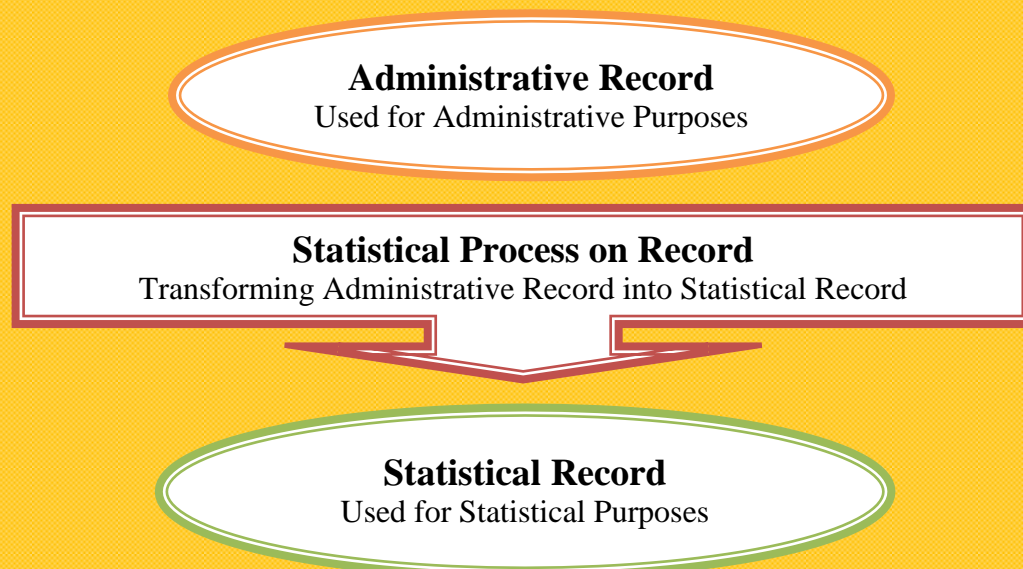 Administrative Record
Used for Administrative Purposes
Statistical Process on Record
Transforming Administrative Record into Statistical Record
Statistical Record
Used for Statistical Purposes